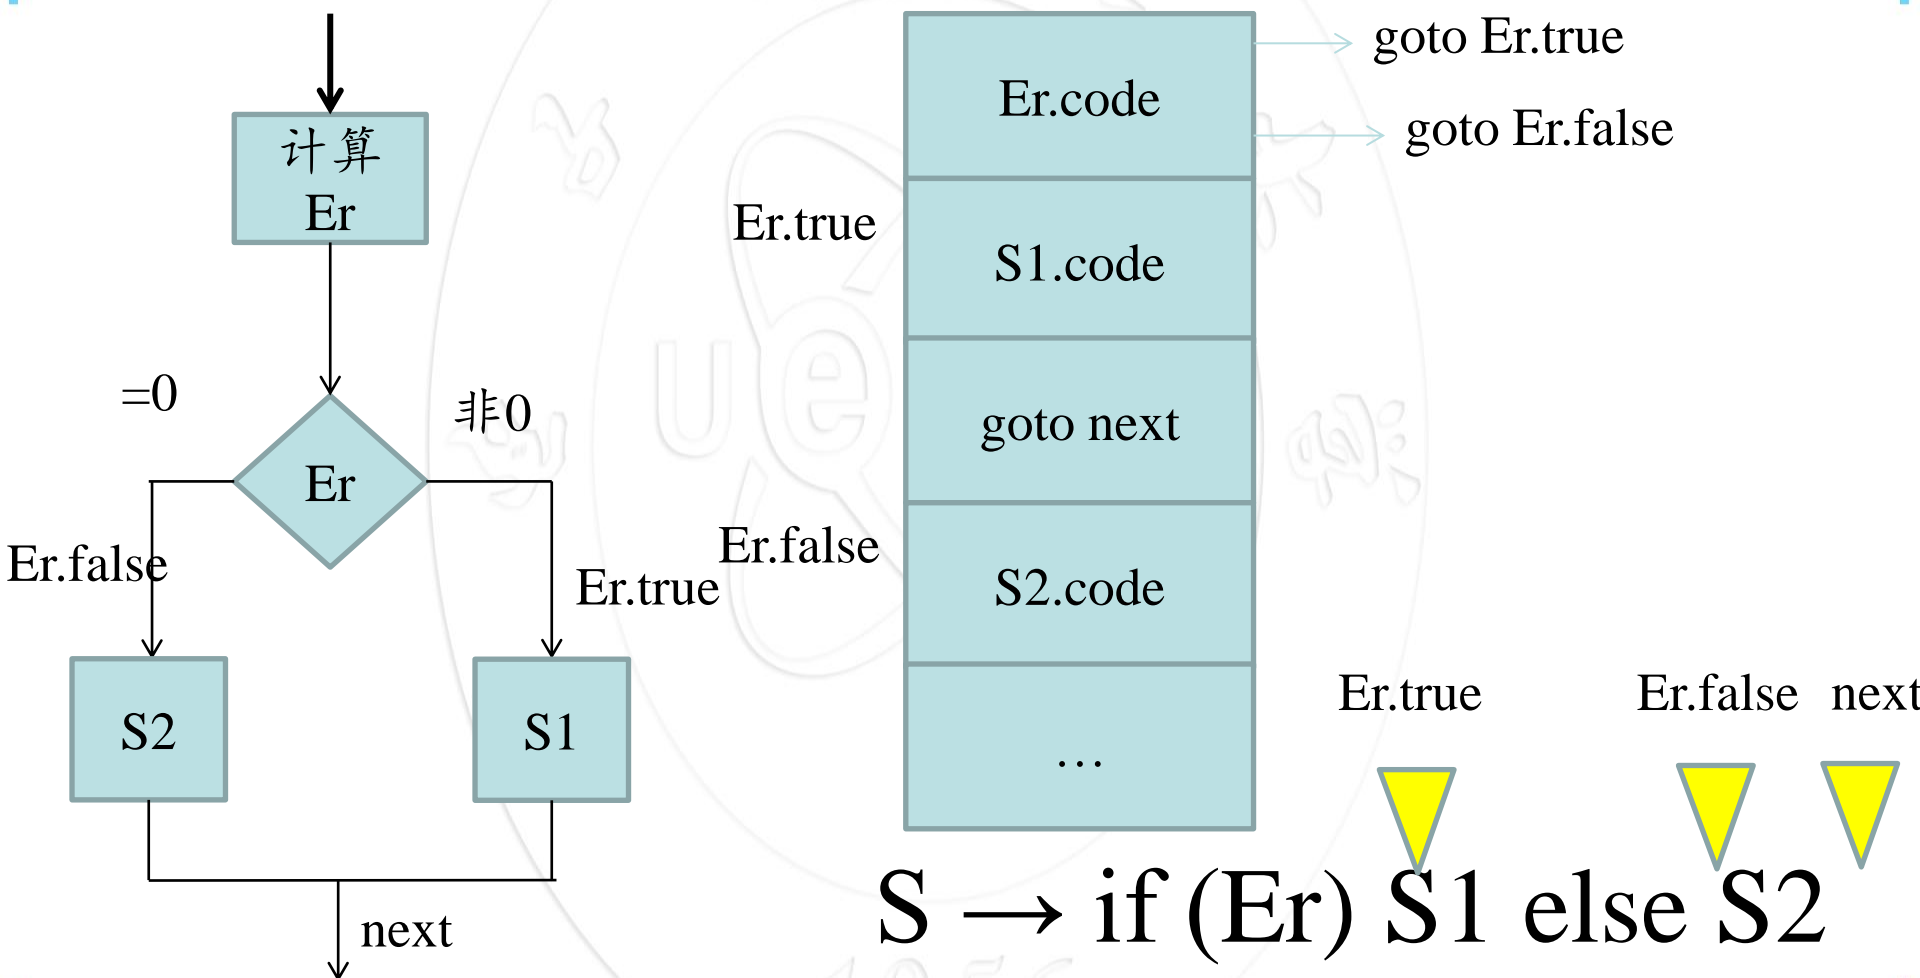 计算
Er
=0
非0
Er
Er.false
Er.true
S2
S1
next
goto Er.true
Er.code
goto Er.false
Er.true
S1.code
goto next
Er.false
S2.code
…
Er.true
Er.false
next
S → if (Er) S1 else S2